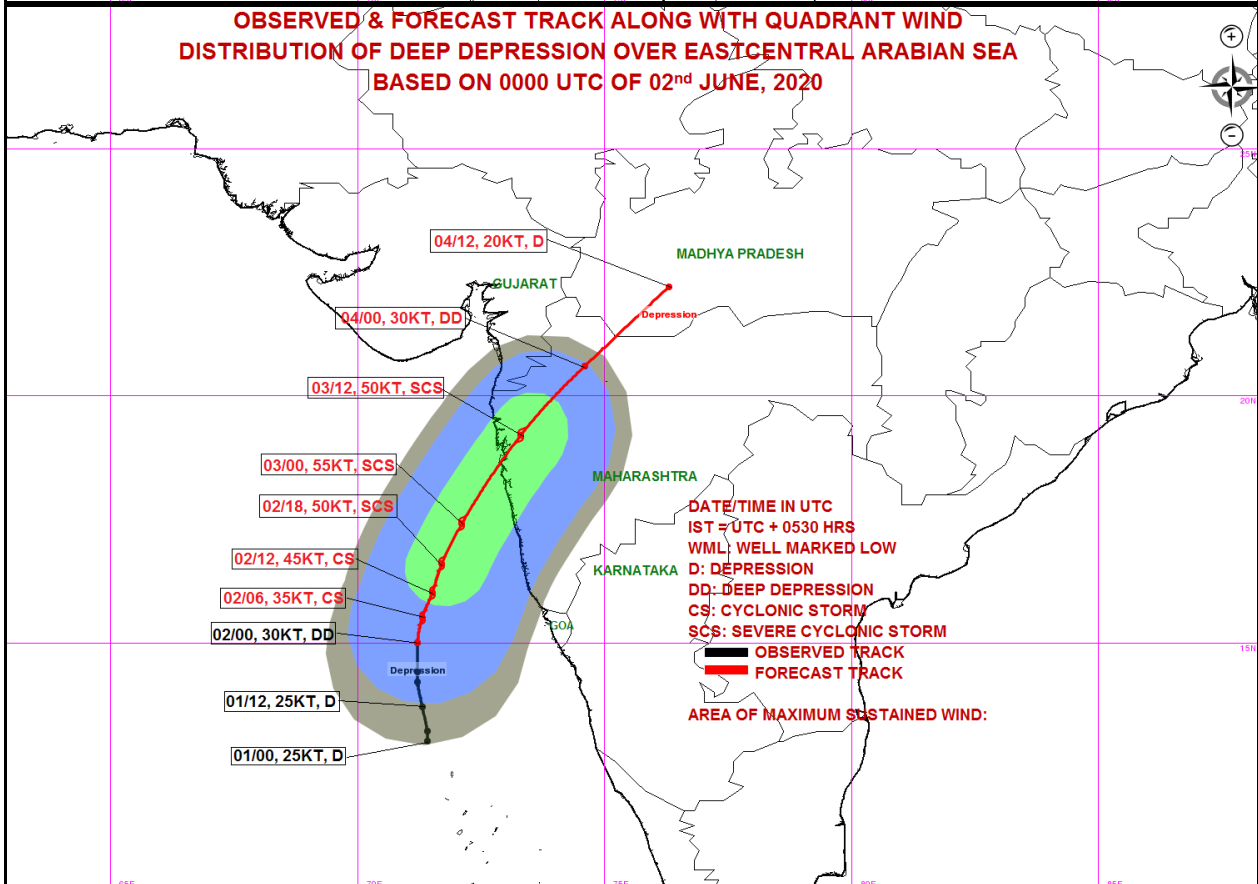 OBSERVED & FORECAST TRACK ALONG WITH QUADRANT WIND
DISTRIBUTION OF DEEP DEPRESSION OVER EASTCENTRAL ARABIAN SEA
BASED ON 0000 UTC OF 02nd JUNE, 2020
+
−
25N
04/12, 20KT, D
MADHYA PRADESH
GUJARAT
04/00, 30KT, DD
Depression
03/12, 50KT, SCS
20N
03/00, 55KT, SCS
MAHARASHTRA
02/18, 50KT, SCS
DATE/TIME IN UTC
IST = UTC + 0530 HRS
WML: WELL MARKED LOW
02/12, 45KT, CS
KARNATAKA
D: DEPRESSION
DD: DEEP DEPRESSION
02/06, 35KT, CS
CS: CYCLONIC STORM
GOA
SCS: SEVERE CYCLONIC STORM
02/00, 30KT, DD
15N
OBSERVED TRACK
Depression
FORECAST TRACK
01/12, 25KT, D
AREA OF MAXIMUM SUSTAINED WIND:
01/00, 25KT, D